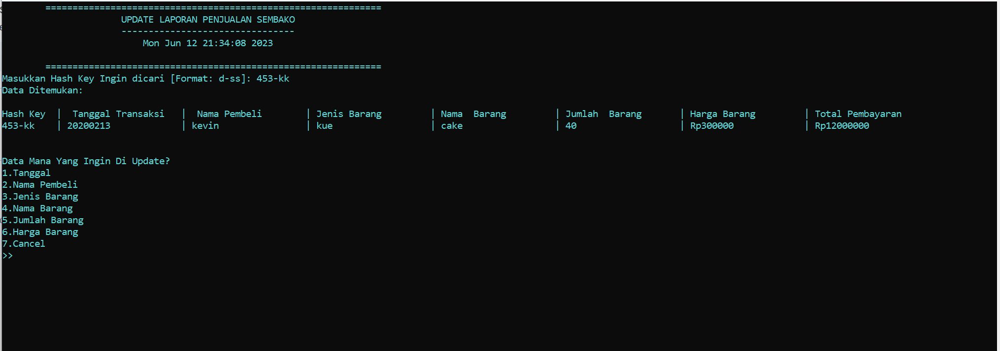 ==============================================================
UPDATE LAPORAN PENJUALAN SEMBAKO
--------------------------------
Mon Jun 12 21:34:08 2023
==============================================================
Masukkan Hash Key Ingin dicari [Format: d-ss]: 453-kk
Data Ditemukan:
Hash Key | Tanggal Transaksi | Nama Pembeli | Jenis Barang | Nama Barang | Jumlah Barang | Harga Barang | Total Pembayaran
453-kk | 20200213 | kevin | kue | cake | 40 | Rp300000 | Rp12000000
Data Mana Yang Ingin Di Update?
1.Tanggal
2.Nama Pembeli
3.Jenis Barang
4.Nama Barang
5.Jumlah Barang
6.Harga Barang
7.Cancel
>>